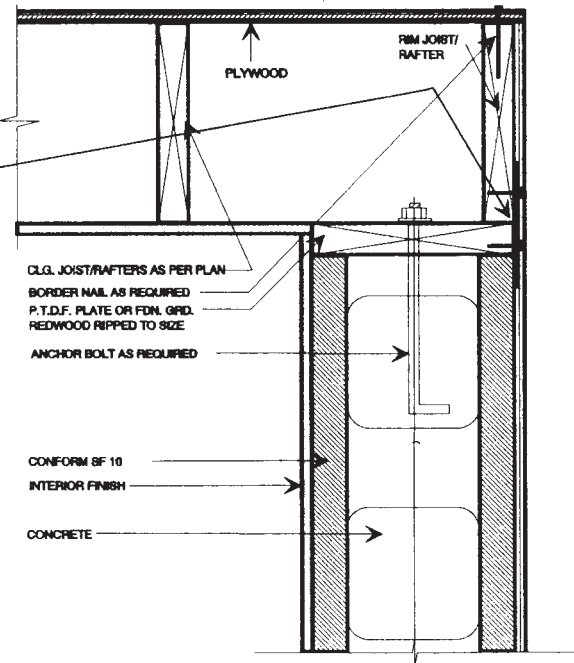 RIM JOIST/
RAFTER
PLYWOOD
CLG. JOIST/RAFTERS AS PER PLAN
BORDER NAIL AS REQUIRED
P.T.D.F. PLATE OR FDN. GRD.
REDWOOD RIPPED TO SIZE
ANCHOR BOLT AS REQUIRED
CONFORM SF 10
INTERIOR FINISH
CONCRETE